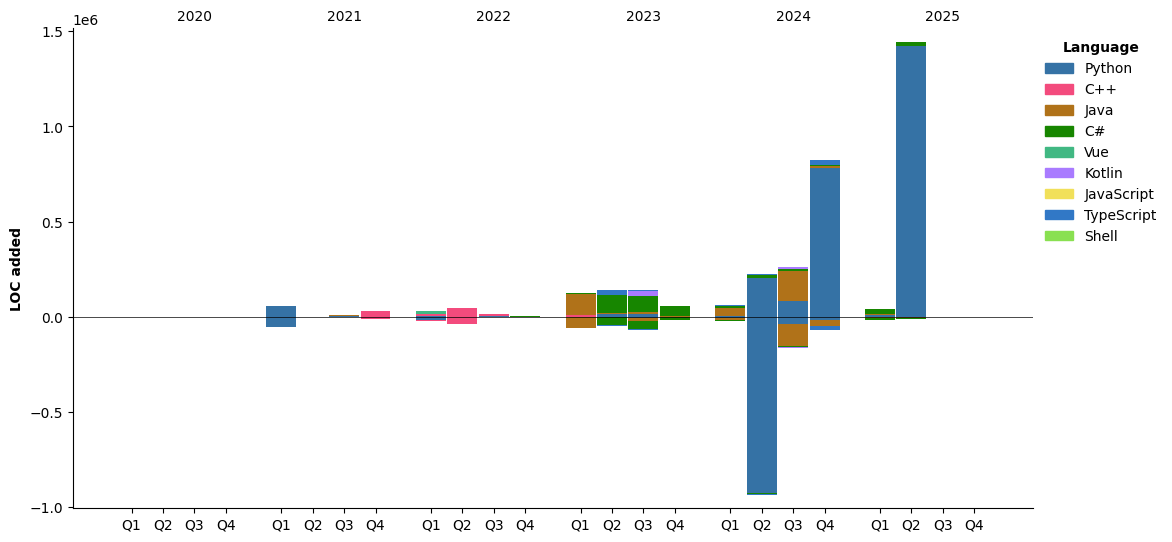 1e6
2020 2021 2022 2023 2024 2025
1.5
1.0
0.5
0.0
−0.5
−1.0
LOC added
Q1 Q2 Q3 Q4 Q1 Q2 Q3 Q4 Q1 Q2 Q3 Q4 Q1 Q2 Q3 Q4 Q1 Q2 Q3 Q4 Q1 Q2 Q3 Q4
Language
Python
C++
Java
C#
Vue
Kotlin
JavaScript
TypeScript
Shell